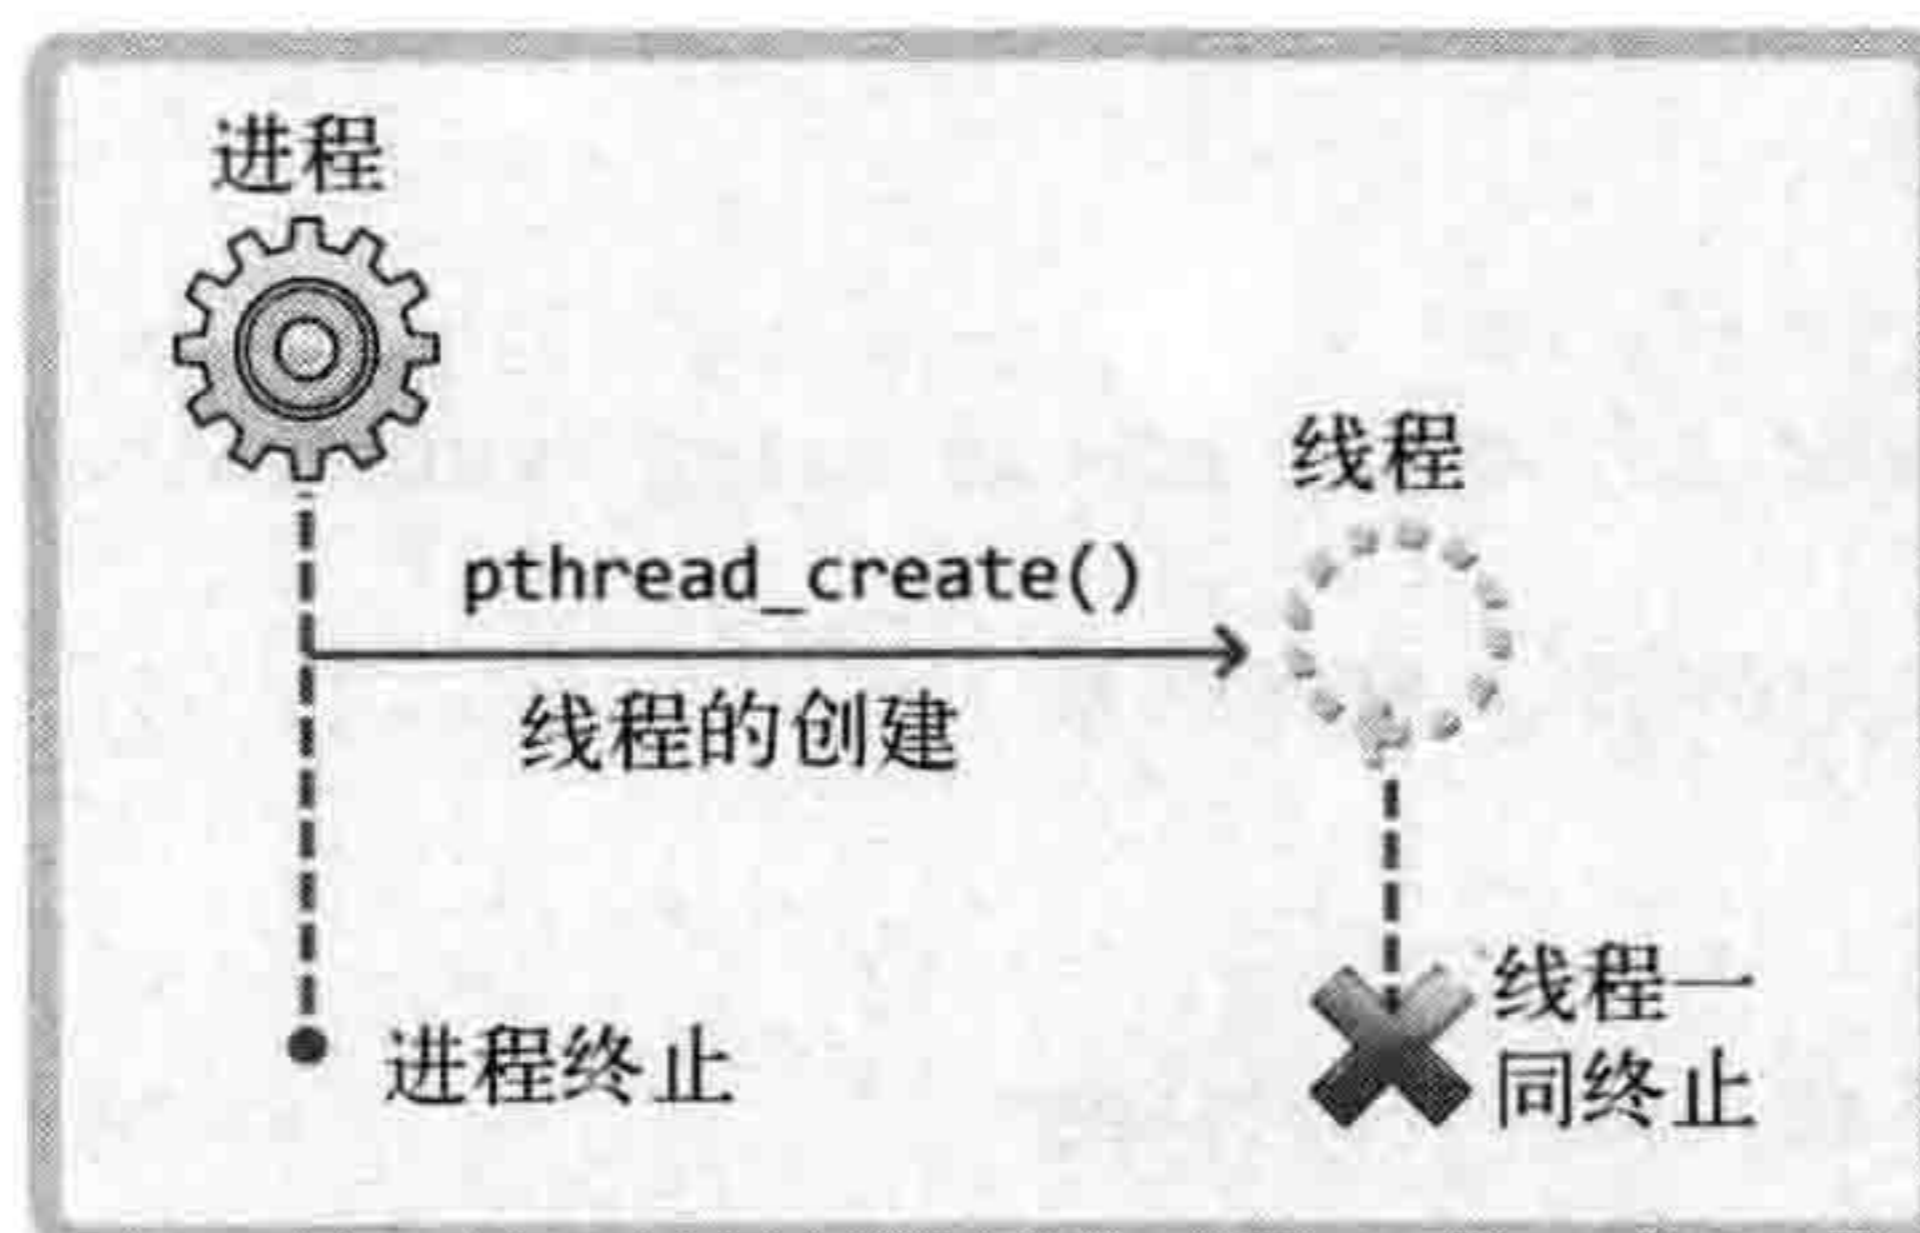 进程
线程
pthread_create()
线程的创建
线程一
同终止
进程终止